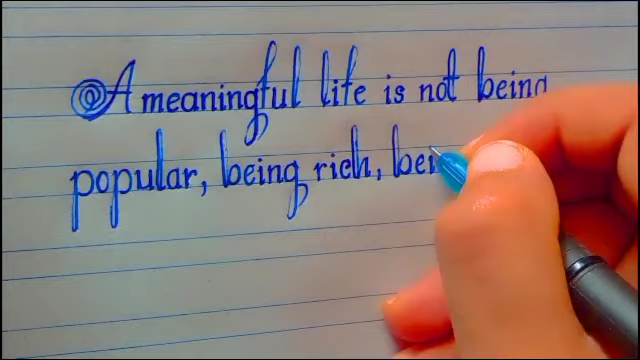 @A meaningful life is not being
popular, being rich, bei